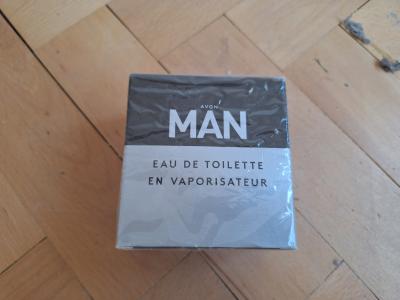 AVON
MAN
EAU DE TOILETTE
EN VAPORISATEUR